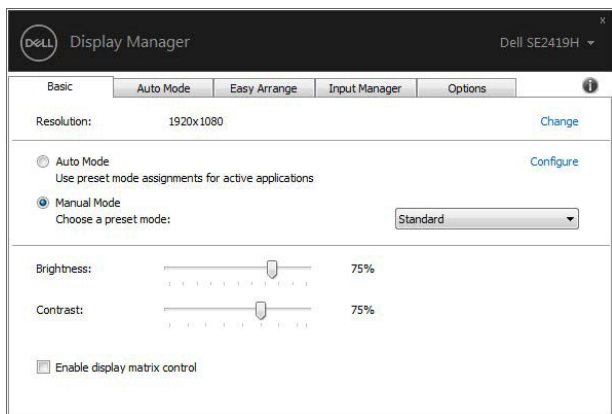 DELL Display Manager
x
Dell SE2419H
Basic Auto Mode Easy Arrange Input Manager Options i
Resolution: 1920x1080 Change
Auto Mode Configure
Use preset mode assignments for active applications
Manual Mode
Choose a preset mode: Standard
Brightness: 75%
Contrast: 75%
Enable display matrix control